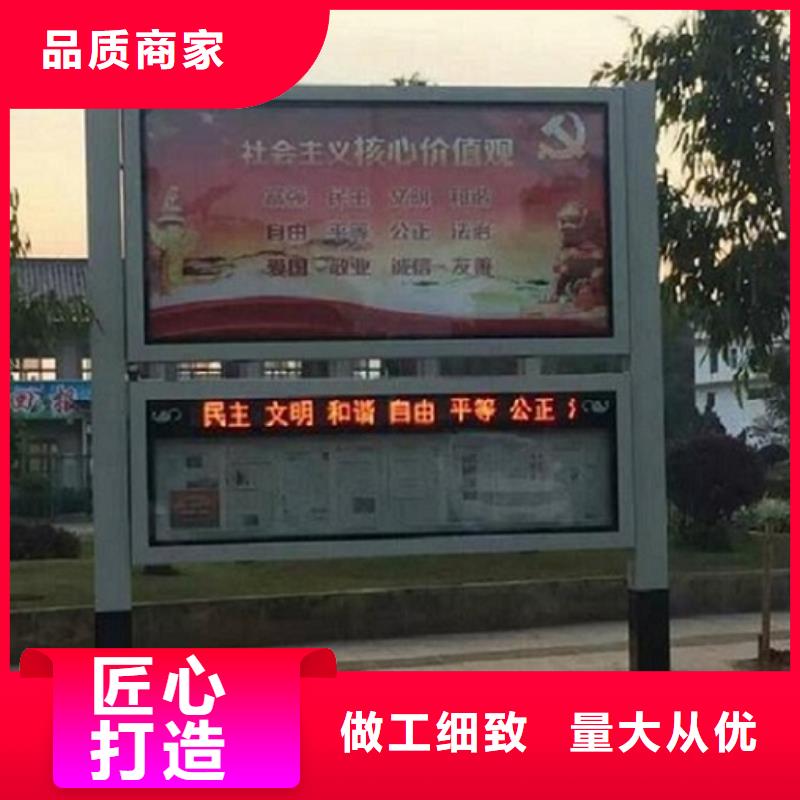 品质商家
社会主义核心价值观
富强 民主 文明 和谐
自由 平等 公正 法治
爱国 敬业 诚信 友善
民主 文明 和谐 自由 平等 公正
匠心
打造
做工细致 量大从优